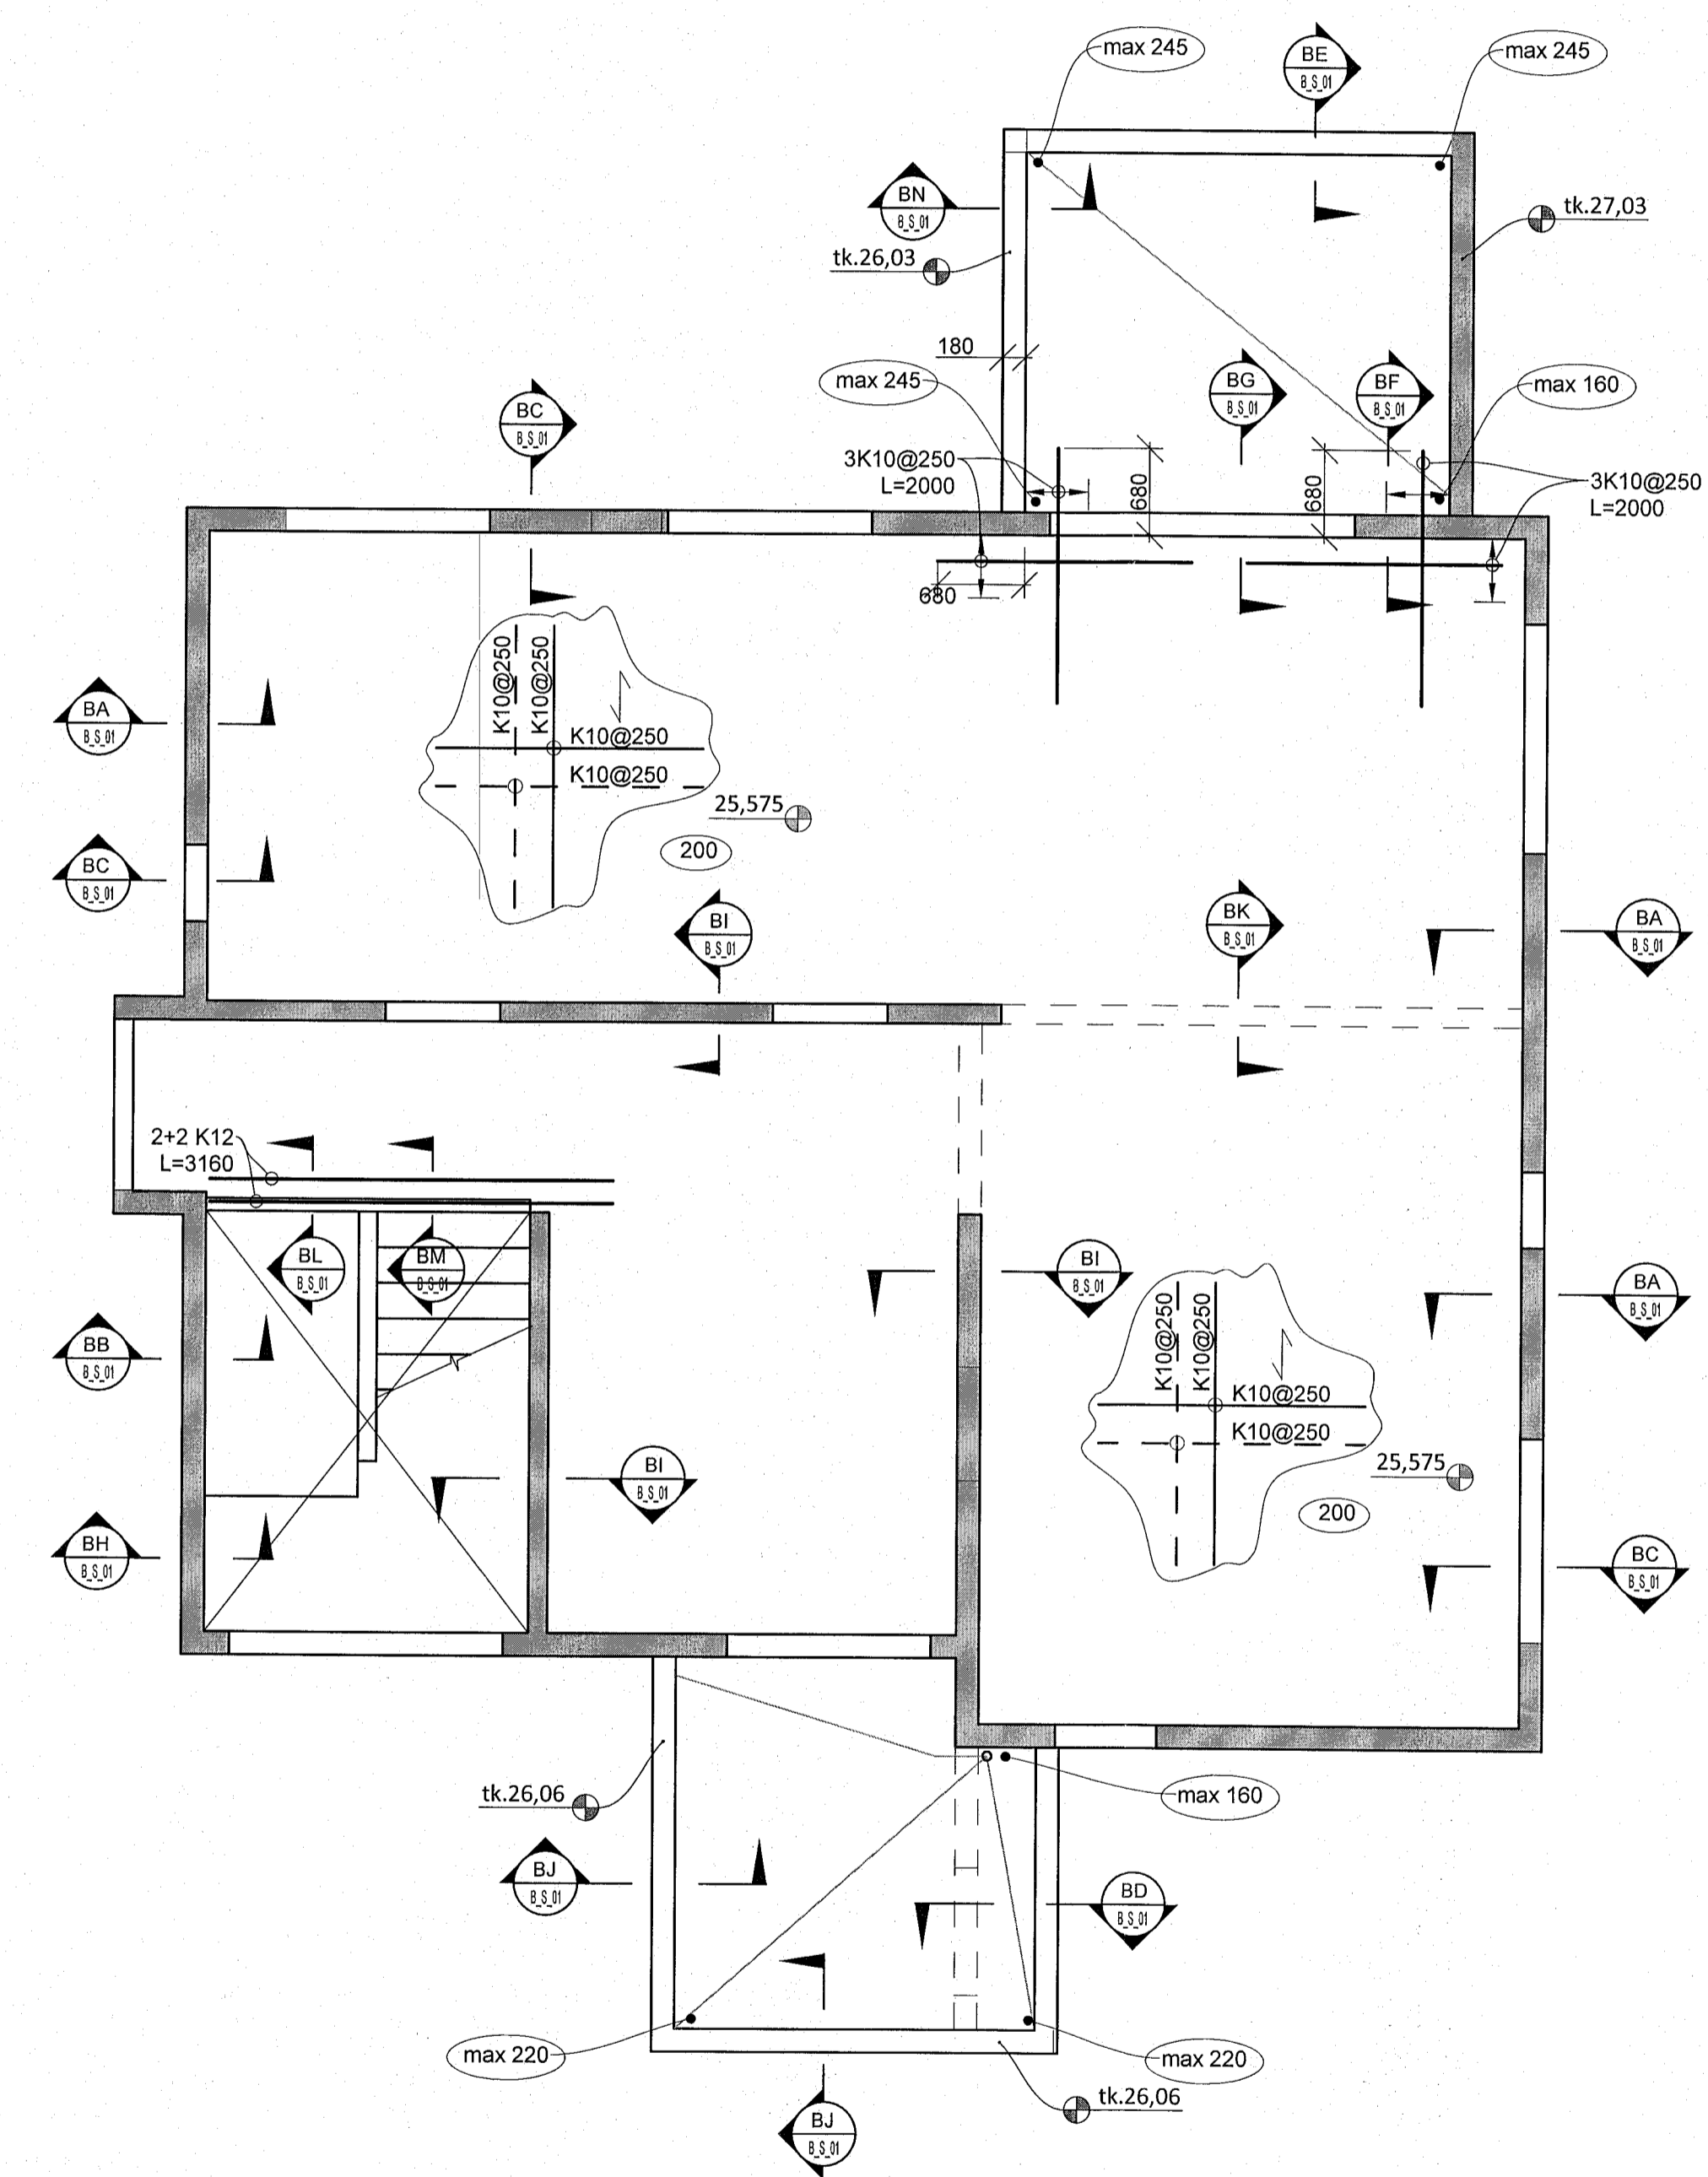 max 245
BE
B_S_01
max 245
BN
B_S_01
tk.27,03
tk.26,03
180
max 245
BG
B_S_01
BF
B_S_01
max 160
BC
B_S_01
3K10@250
L=2000
680
680
3K10@250
L=2000
680
K10@250
K10@250
K10@250
K10@250
BA
B_S_01
25,575
200
BC
B_S_01
BI
B_S_01
BK
B_S_01
BA
B_S_01
2+2 K12
L=3160
BL
B_S_01
BM
B_S_01
BI
B_S_01
BA
B_S_01
K10@250
K10@250
K10@250
K10@250
BB
B_S_01
25,575
200
BI
B_S_01
BH
B_S_01
BC
B_S_01
tk.26,06
max 160
BJ
B_S_01
BD
B_S_01
max 220
max 220
tk.26,06
BJ
B_S_01